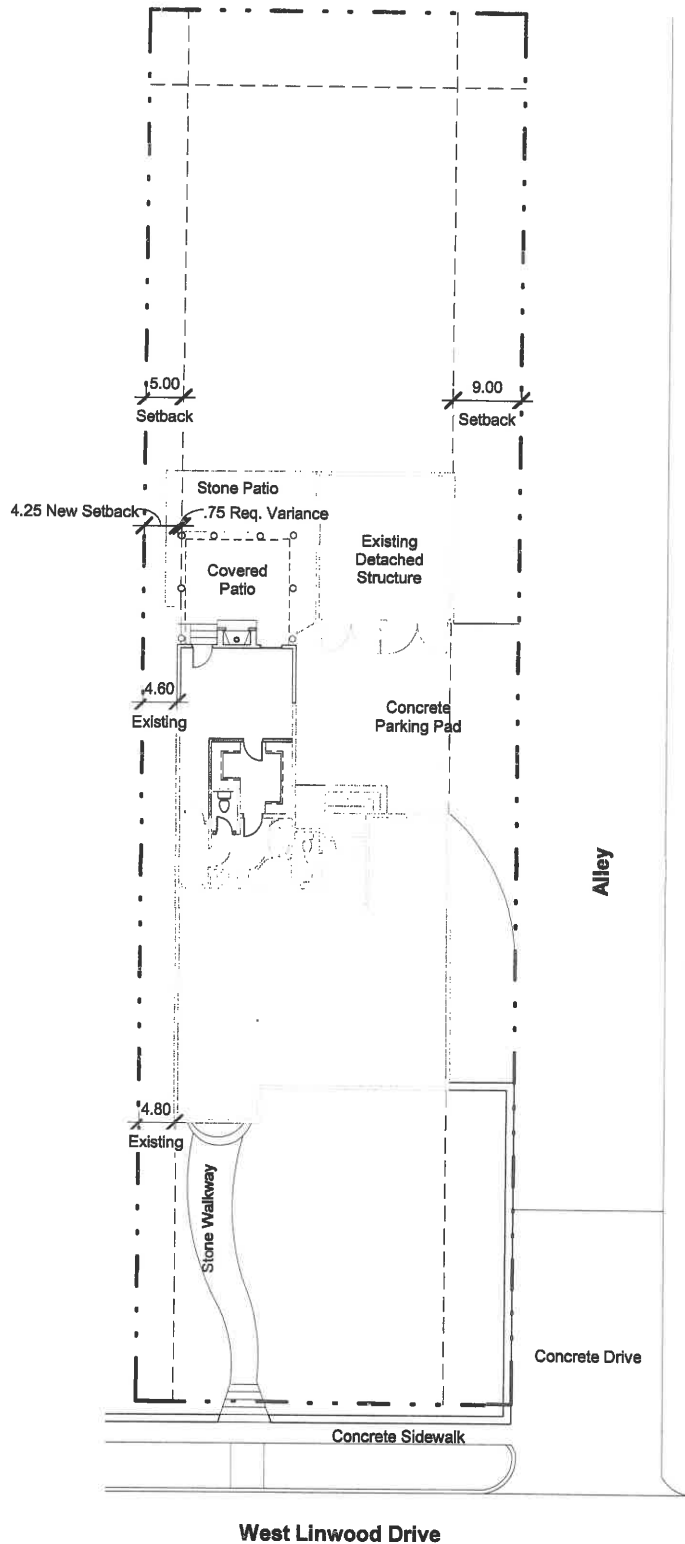 5.00
Setback
9.00
Setback
Stone Patio
4.25 New Setback
.75 Req. Variance
Existing
Detached
Structure
Covered
Patio
4.60
Existing
Concrete
Parking Pad
Alley
4.80
Existing
Stone Walkway
Concrete Drive
Concrete Sidewalk
West Linwood Drive